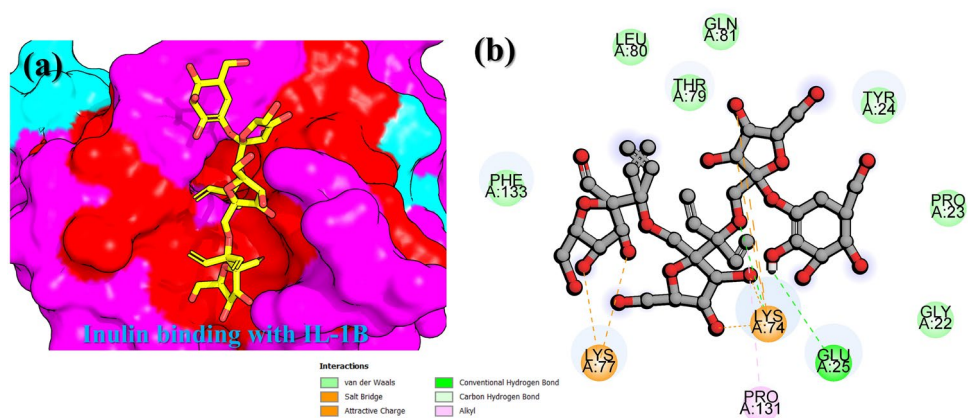 (a)
Inulin binding with IL-1B
(b)
LEU
A:80
GLN
A:81
THR
A:79
TYR
A:24
PHE
A:133
PRO
A:23
GLY
A:22
LYS
A:74
LYS
A:77
GLU
A:25
PRO
A:131
Interactions
van der Waals
Salt Bridge
Attractive Charge
Conventional Hydrogen Bond
Carbon Hydrogen Bond
Alkyl